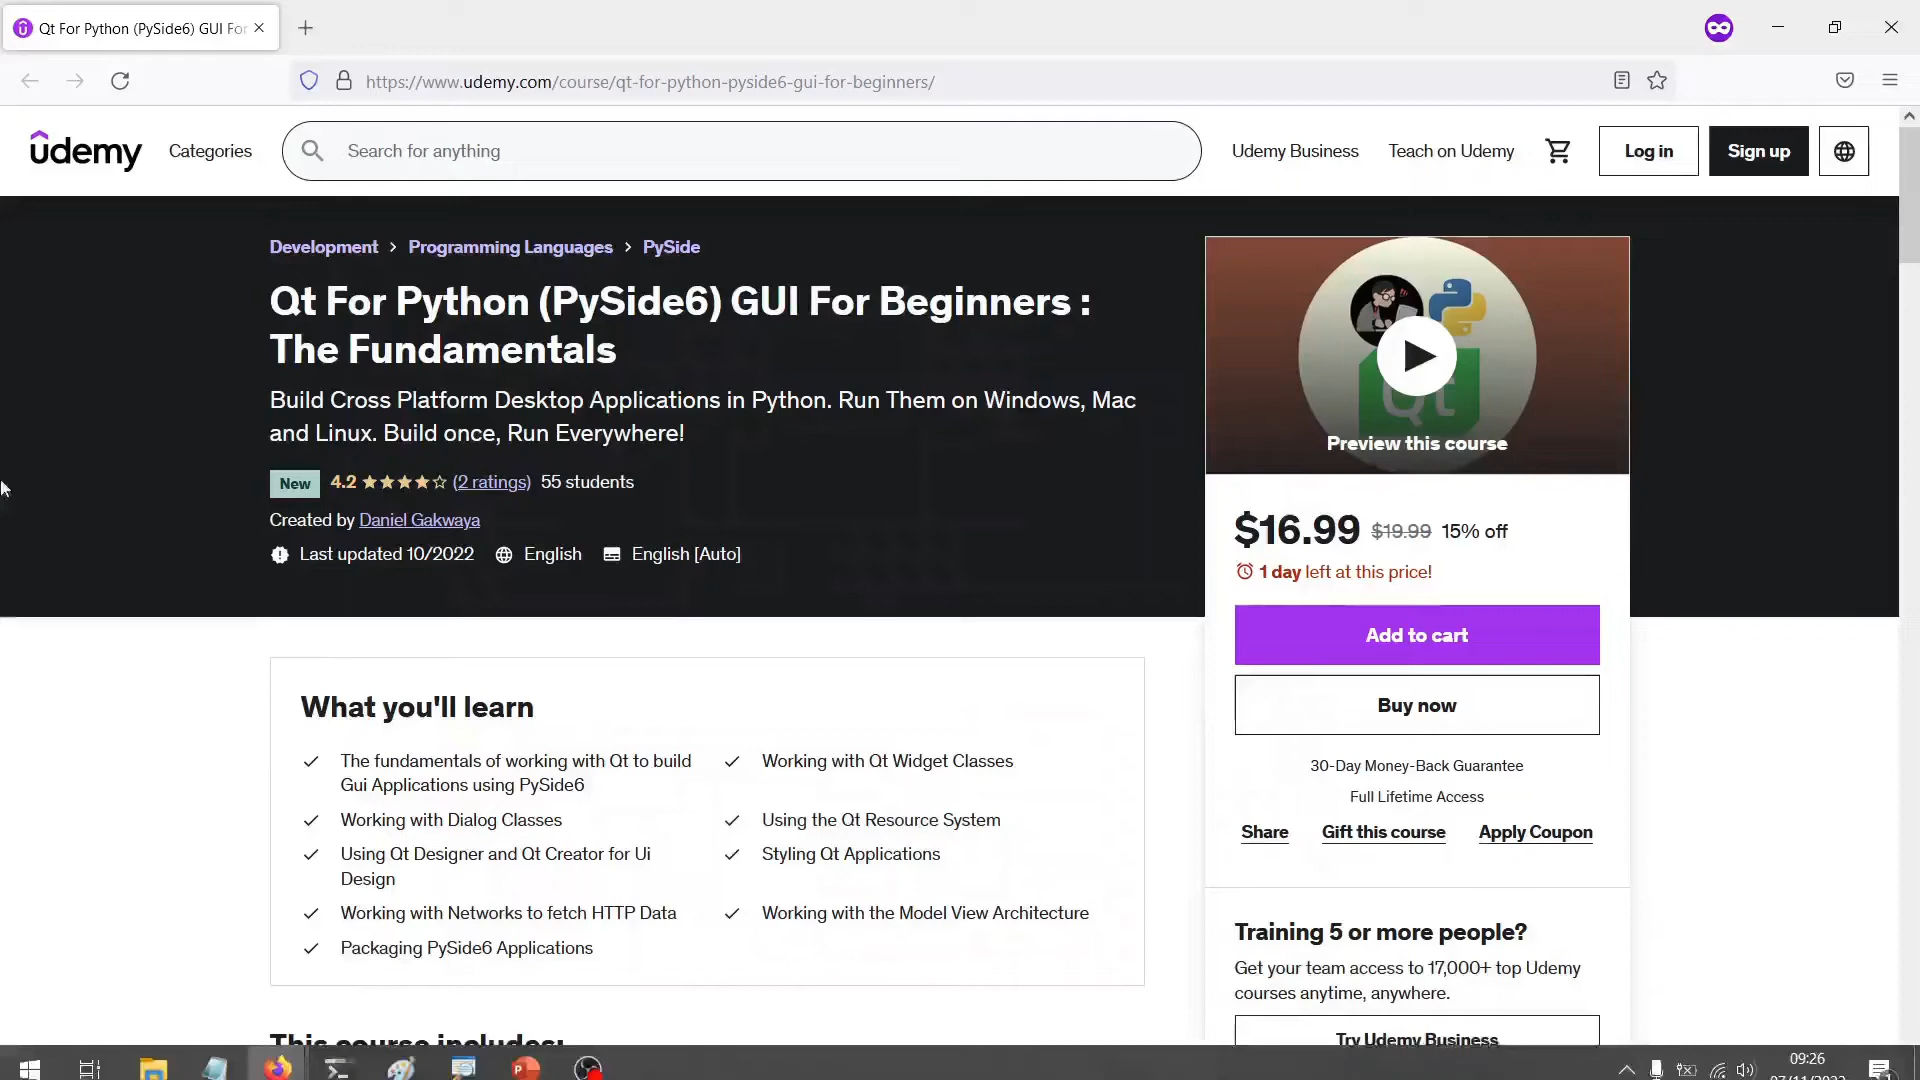 Qt For Python (PySide6) GUI For
https://www.udemy.com/course/qt-for-python-pyside6-gui-for-beginners/
udemy
Categories
Search for anything
Udemy Business
Teach on Udemy
Log in
Sign up
Development > Programming Languages > PySide
Qt For Python (PySide6) GUI For Beginners :
The Fundamentals
Build Cross Platform Desktop Applications in Python. Run Them on Windows, Mac
and Linux. Build once, Run Everywhere!
New 4.2 (2 ratings) 55 students
Created by Daniel Gakwaya
Last updated 10/2022 English English [Auto]
Qt
Preview this course
$16.99 $19.99 15% off
1 day left at this price!
Add to cart
Buy now
30-Day Money-Back Guarantee
Full Lifetime Access
Share Gift this course Apply Coupon
Training 5 or more people?
Get your team access to 17,000+ top Udemy
courses anytime, anywhere.
Try Udemy Business
What you'll learn
The fundamentals of working with Qt to build
Gui Applications using PySide6
Working with Qt Widget Classes
Working with Dialog Classes
Using the Qt Resource System
Using Qt Designer and Qt Creator for Ui
Design
Styling Qt Applications
Working with Networks to fetch HTTP Data
Working with the Model View Architecture
Packaging PySide6 Applications
This course includes:
09:26